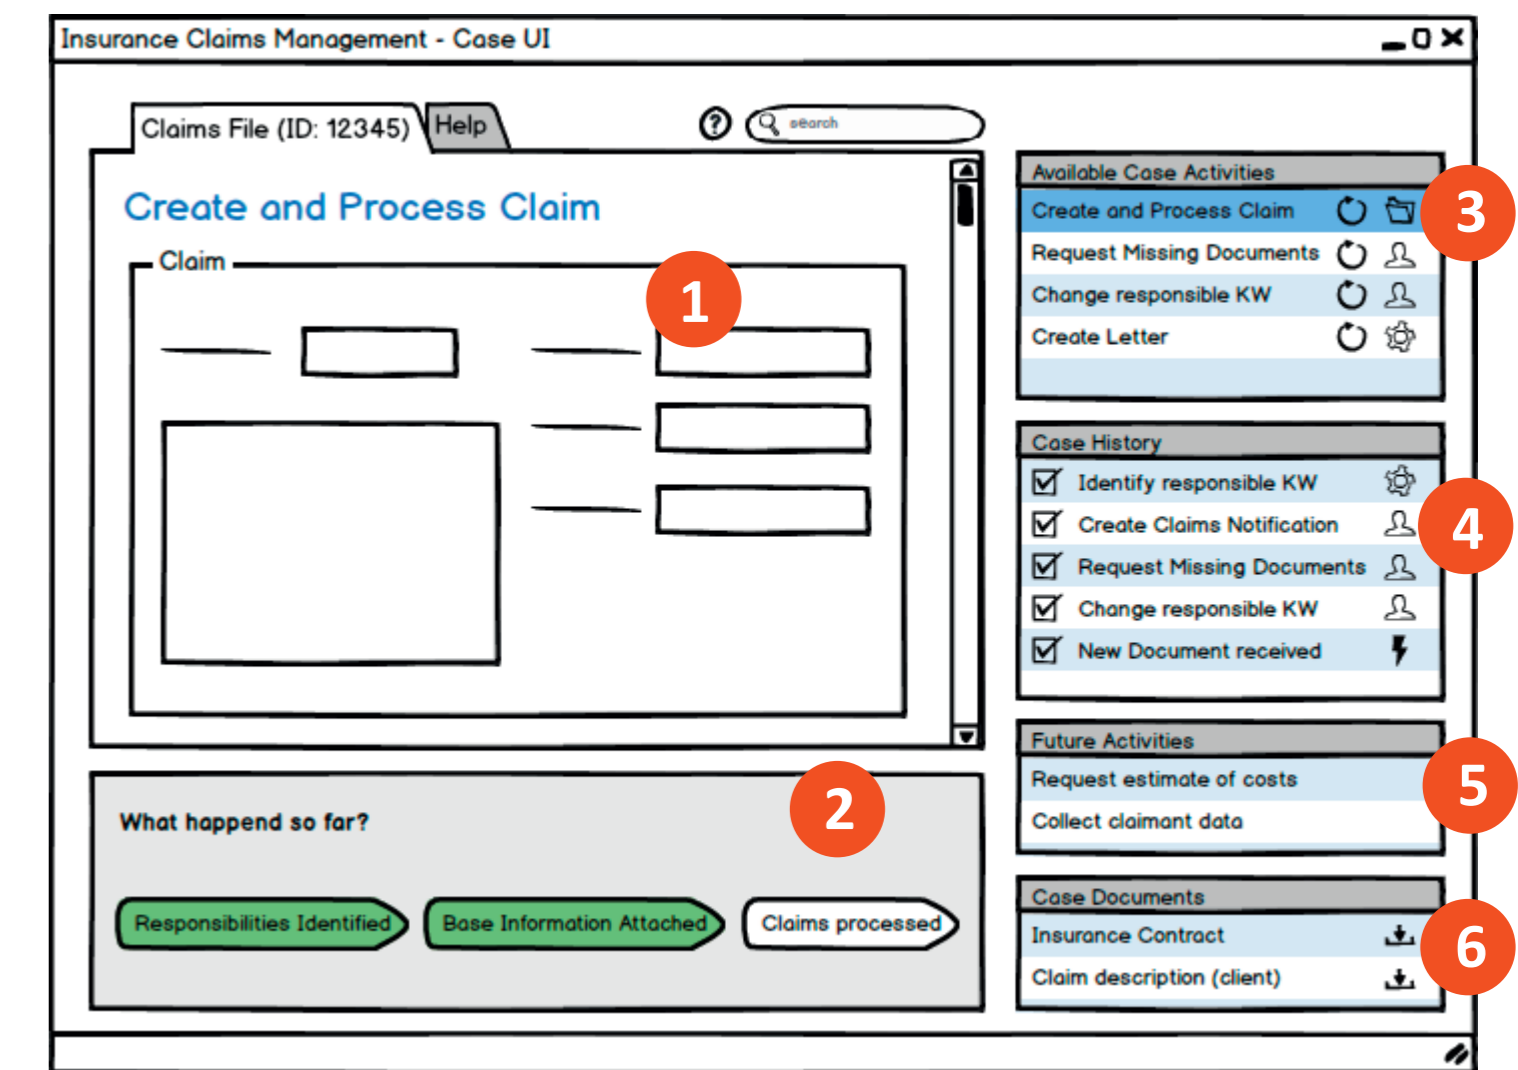 Insurance Claims Management - Case UI
Claims File (ID: 12345)
Help
?
search
Create and Process Claim
Claim
1
What happend so far?
2
Responsibilities Identified
Base Information Attached
Claims processed
Available Case Activities
3
Create and Process Claim
Request Missing Documents
Change responsible KW
Create Letter
Case History
4
Identify responsible KW
Create Claims Notification
Request Missing Documents
Change responsible KW
New Document received
Future Activities
5
Request estimate of costs
Collect claimant data
Case Documents
6
Insurance Contract
Claim description (client)